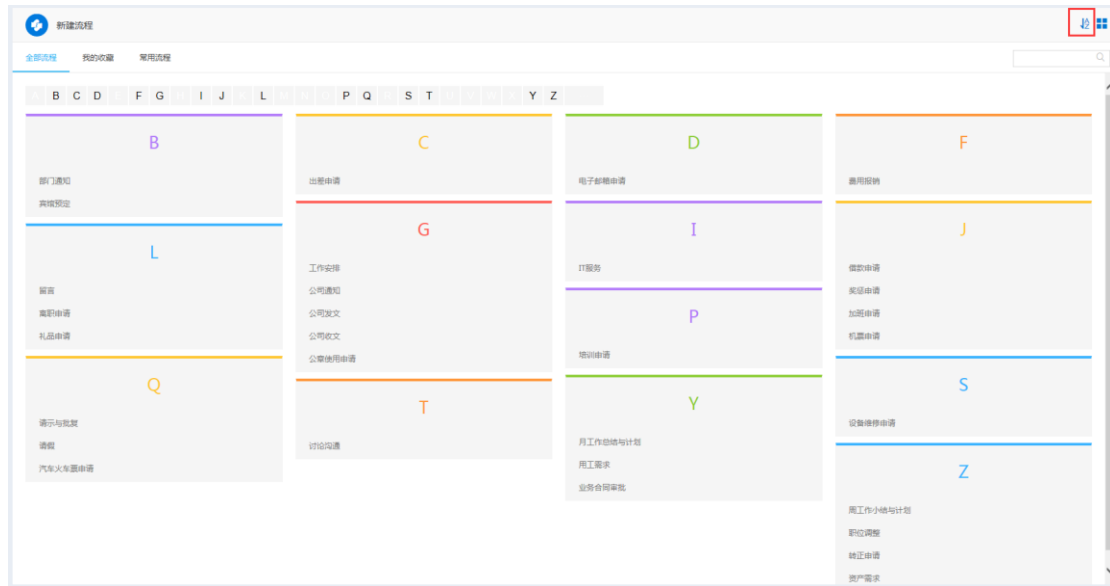 新建流程
全部流程 我的收藏 常用流程
B C D F G I J L P Q S T Y Z
B
部门通知
宾馆预定
C
出差申请
D
电子邮箱申请
F
费用报销
L
留言
离职申请
礼品申请
G
工作安排
公司通知
公司发文
公司收文
公章使用申请
I
IT服务
J
借款申请
奖惩申请
加班申请
机票申请
P
培训申请
Q
请示与批复
请假
汽车火车票申请
T
讨论沟通
Y
月工作总结与计划
用工需求
业务合同审批
S
设备维修申请
Z
周工作小结与计划
职位调整
转正申请
资产需求